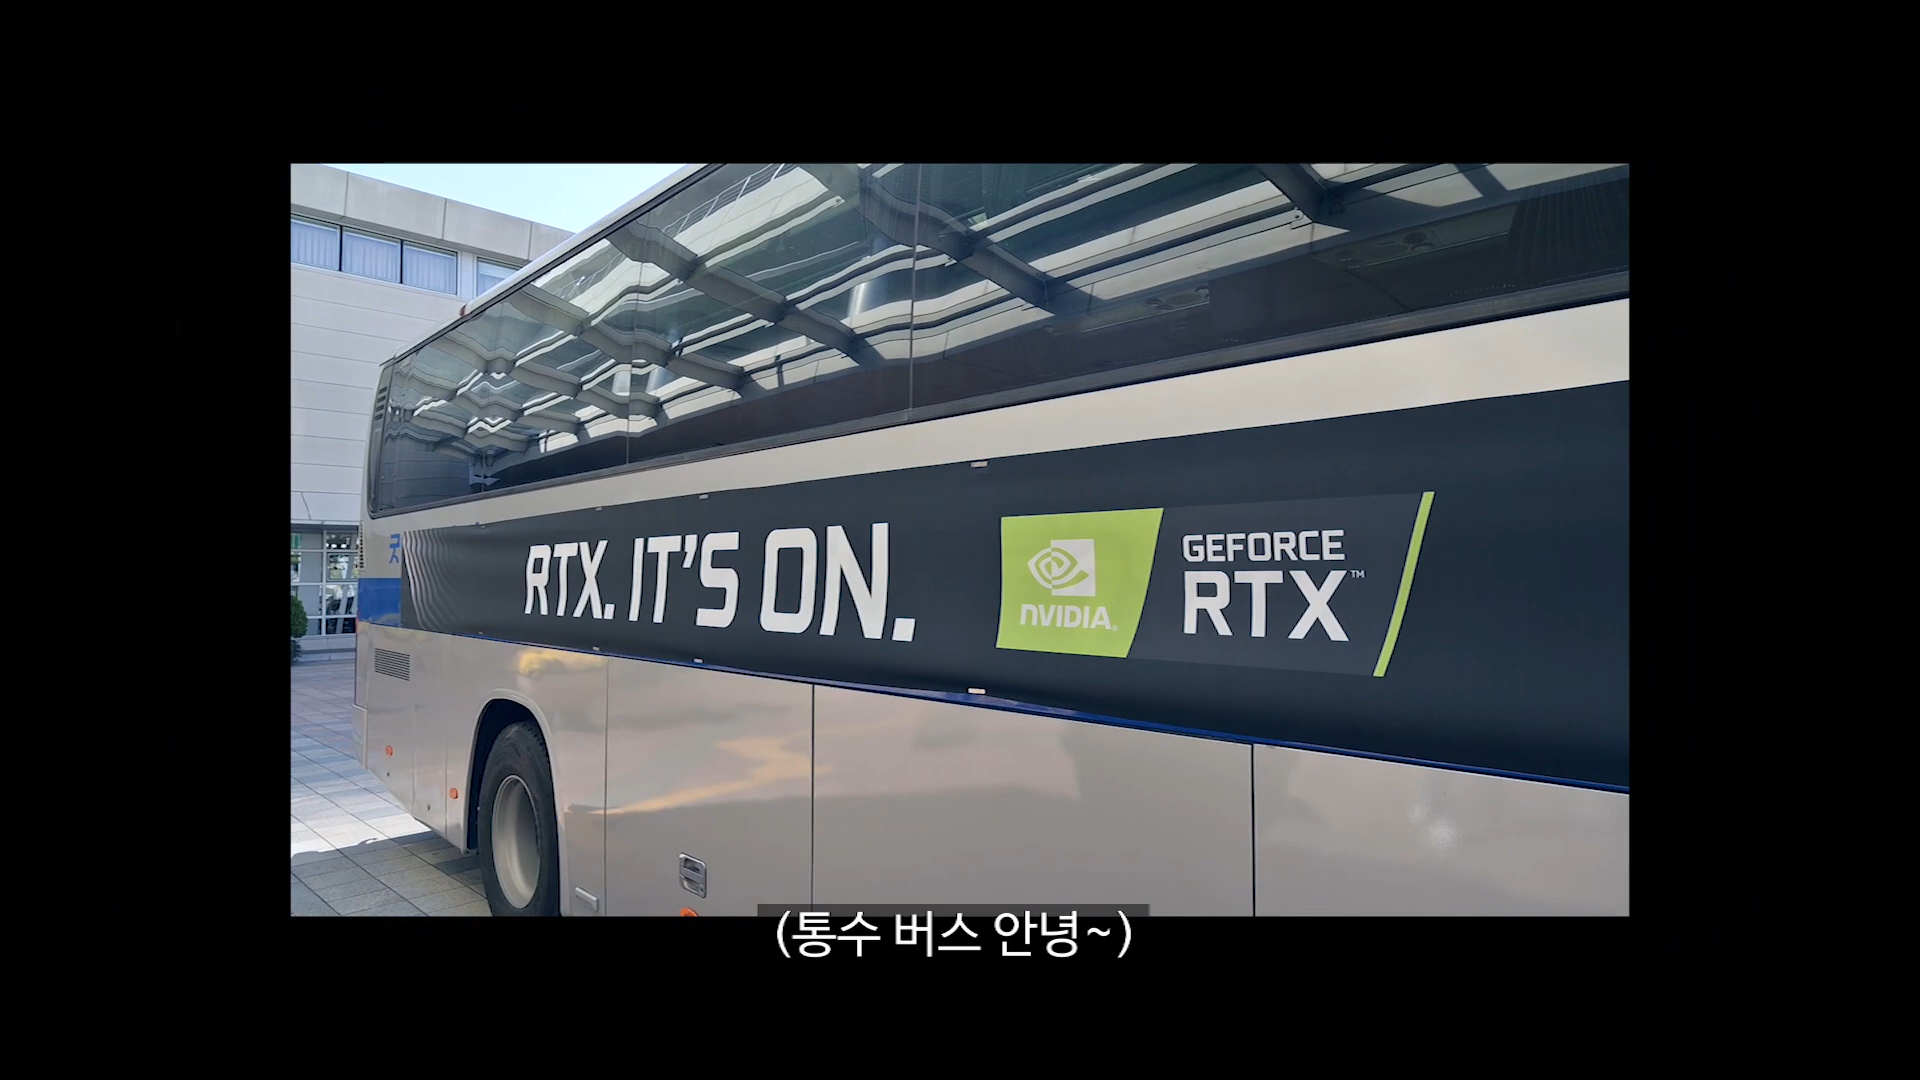 RTX. IT'S ON.
NVIDIA®
GEFORCE
RTX™
(통수 버스 안녕~)